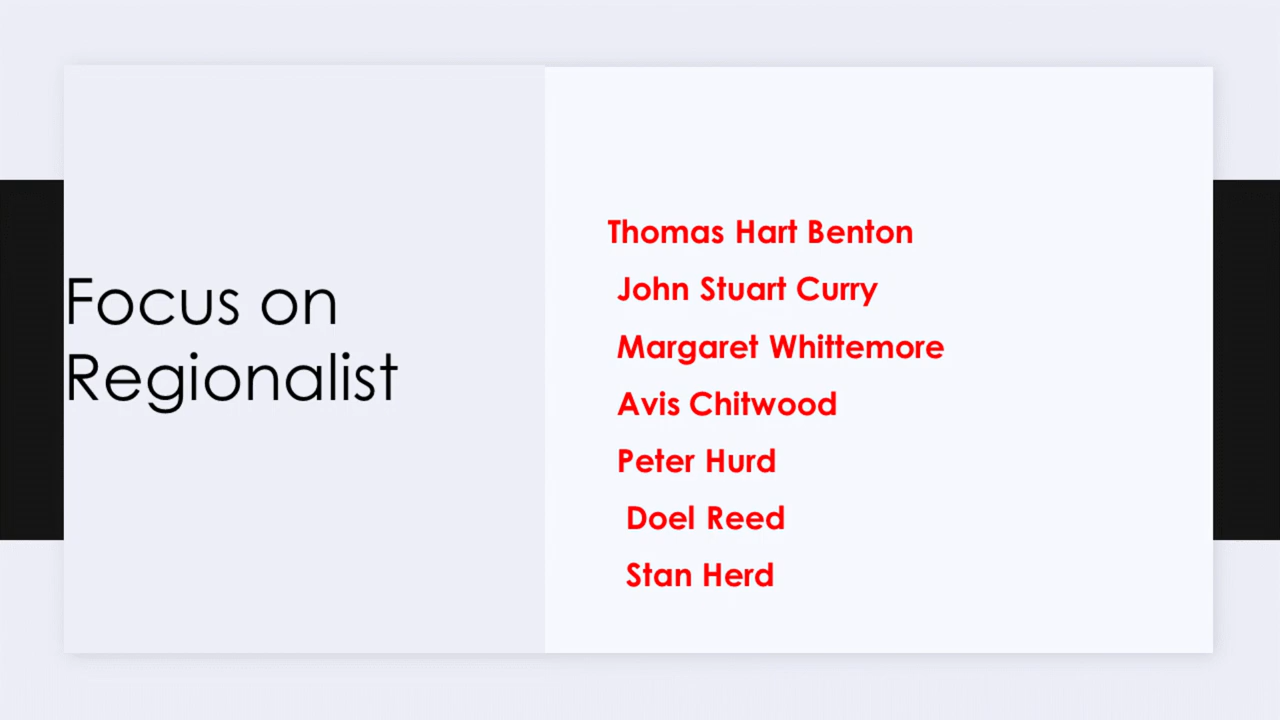 Focus on
Regionalist
Thomas Hart Benton
John Stuart Curry
Margaret Whittemore
Avis Chitwood
Peter Hurd
Doel Reed
Stan Herd